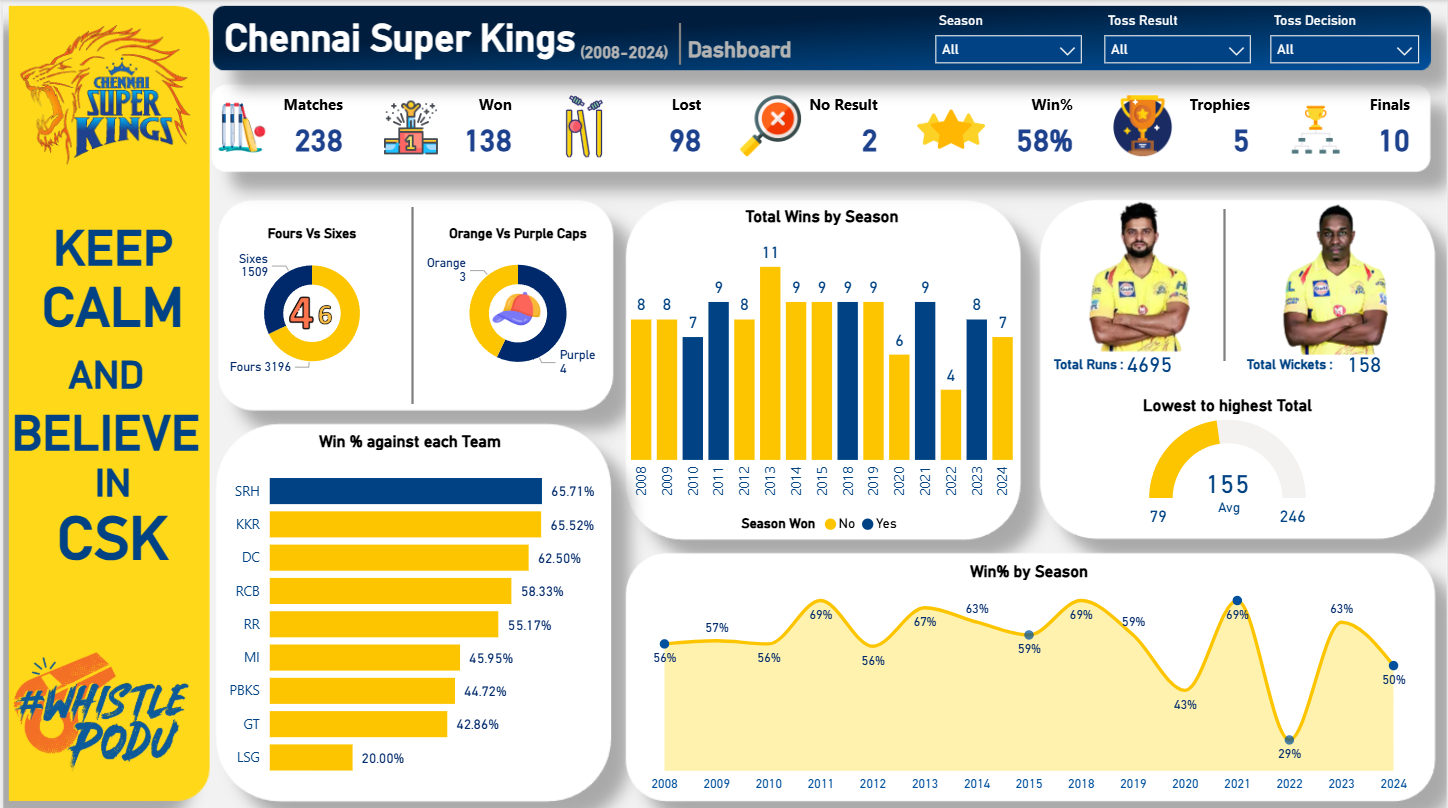 CHENNAI
SUPER
KINGS
KEEP
CALM
AND
BELIEVE
IN
CSK
#WHISTLE
PODU
Chennai Super Kings (2008-2024) Dashboard
Season
All
Toss Result
All
Toss Decision
All
Matches
238
Won
138
1
Lost
98
No Result
2
Win%
58%
Trophies
5
Finals
10
Fours Vs Sixes
Sixes
1509
4 6
Fours 3196
Orange Vs Purple Caps
Orange
3
Purple
4
Win % against each Team
SRH 65.71%
KKR 65.52%
DC 62.50%
RCB 58.33%
RR 55.17%
MI 45.95%
PBKS 44.72%
GT 42.86%
LSG 20.00%
Total Wins by Season
8 8 7 9 8 11 9 9 9 9 6 9 4 8 7
2008 2009 2010 2011 2012 2013 2014 2015 2018 2019 2020 2021 2022 2023 2024
Season Won No Yes
Total Runs : 4695
Total Wickets : 158
Lowest to highest Total
155
Avg
79
246
Win% by Season
56% 57% 56% 69% 56% 67% 63% 59% 69% 59% 43% 69% 29% 63% 50%
2008 2009 2010 2011 2012 2013 2014 2015 2018 2019 2020 2021 2022 2023 2024